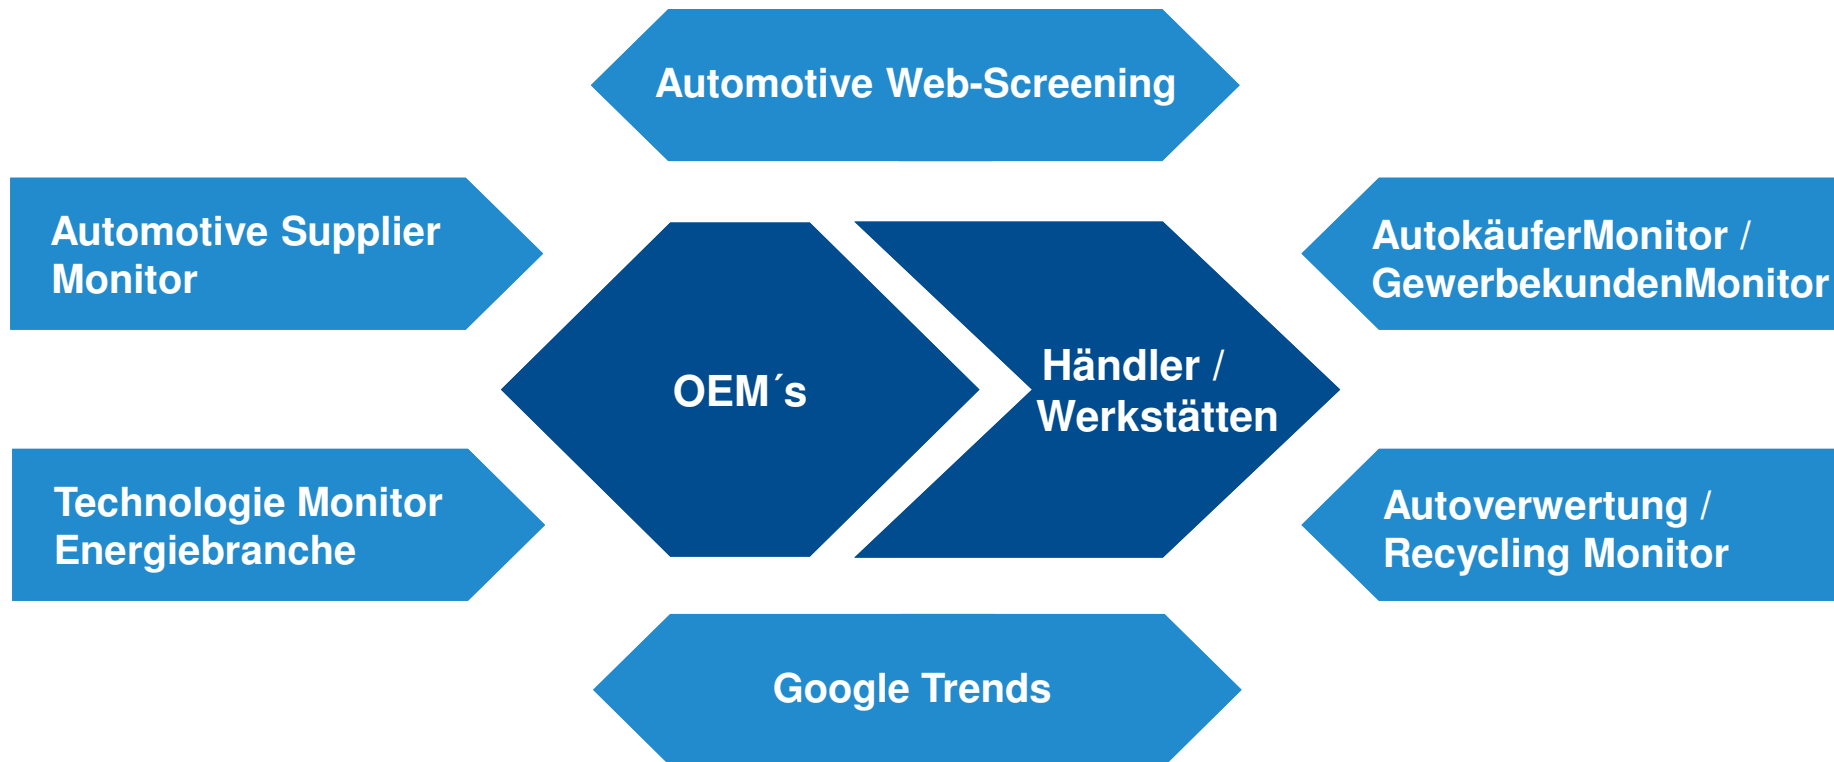 Automotive Web-Screening
Automotive Supplier
Monitor
AutokäuferMonitor /
GewerbekundenMonitor
OEM´s
Händler /
Werkstätten
Technologie Monitor
Energiebranche
Autoverwertung /
Recycling Monitor
Google Trends